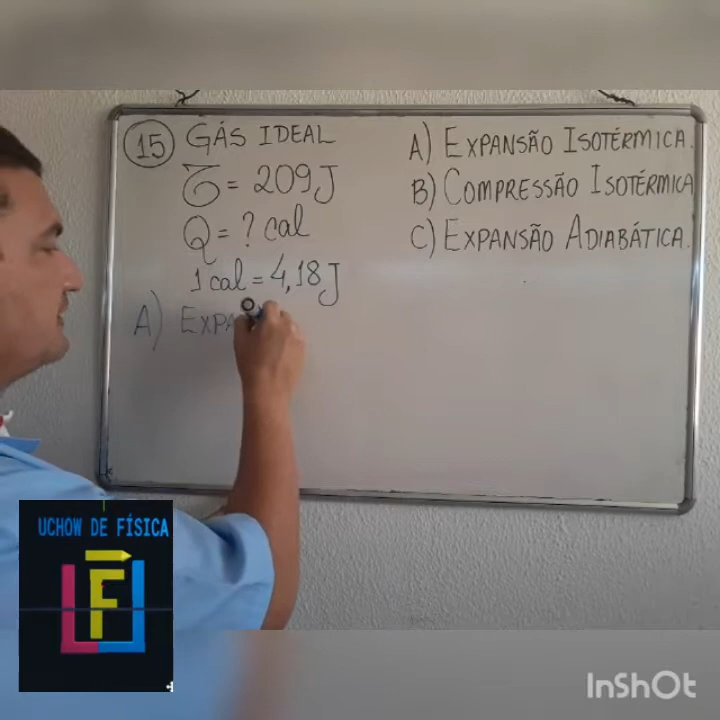 15 GÁS IDEAL
𝒯 = 209J
Q = ? cal
1 cal = 4,18J
A) EXPA
A) EXPANSÃO ISOTÉRMICA.
B) COMPRESSÃO ISOTÉRMICA
C) EXPANSÃO ADIABÁTICA.
UCHOW DE FÍSICA
F
InShOt